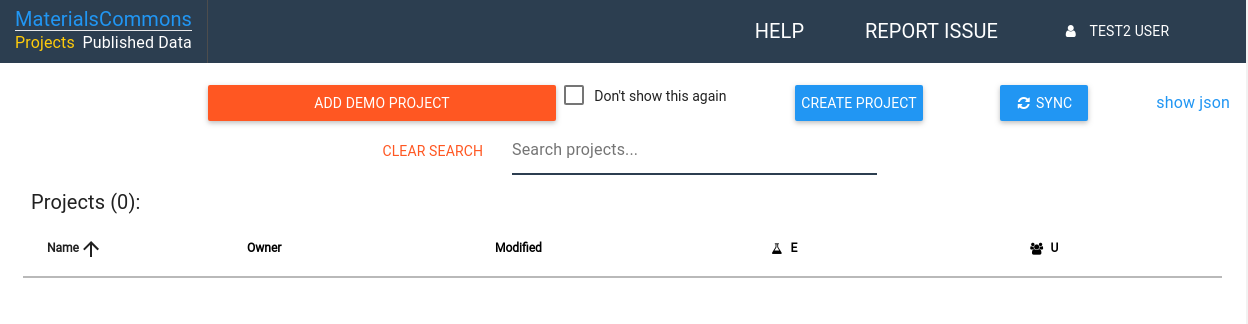 MaterialsCommons
Projects Published Data
HELP REPORT ISSUE TEST2 USER
ADD DEMO PROJECT Don't show this again CREATE PROJECT SYNC show json
CLEAR SEARCH Search projects...
Projects (0):
Name Owner Modified E U